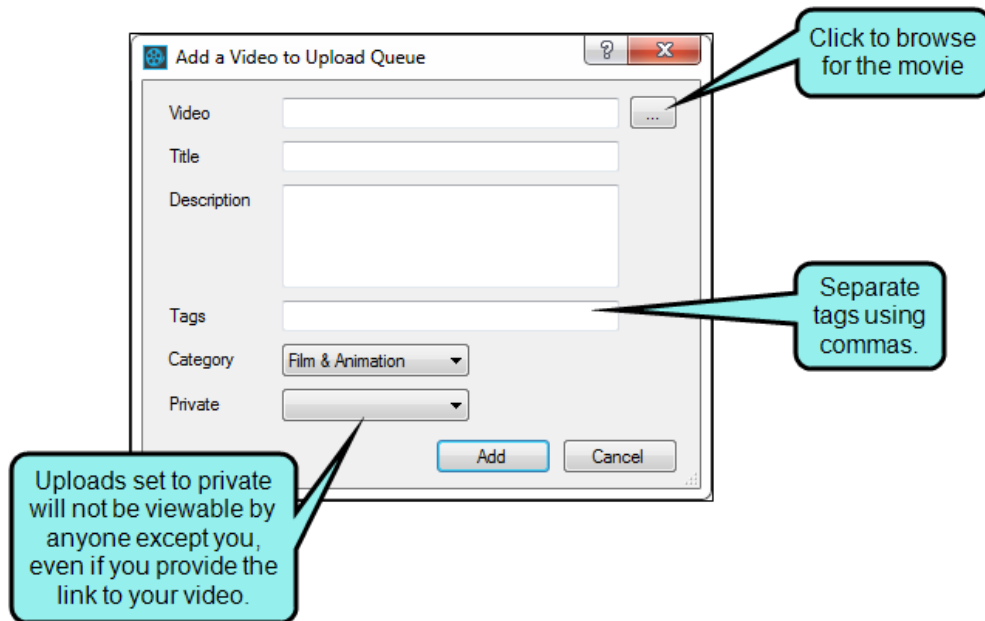 Add a Video to Upload Queue
?
X
Click to browse
for the movie
Video
...
Title
Description
Tags
Separate
tags using
commas.
Category
Film & Animation
Private
Add
Cancel
Uploads set to private
will not be viewable by
anyone except you,
even if you provide the
link to your video.